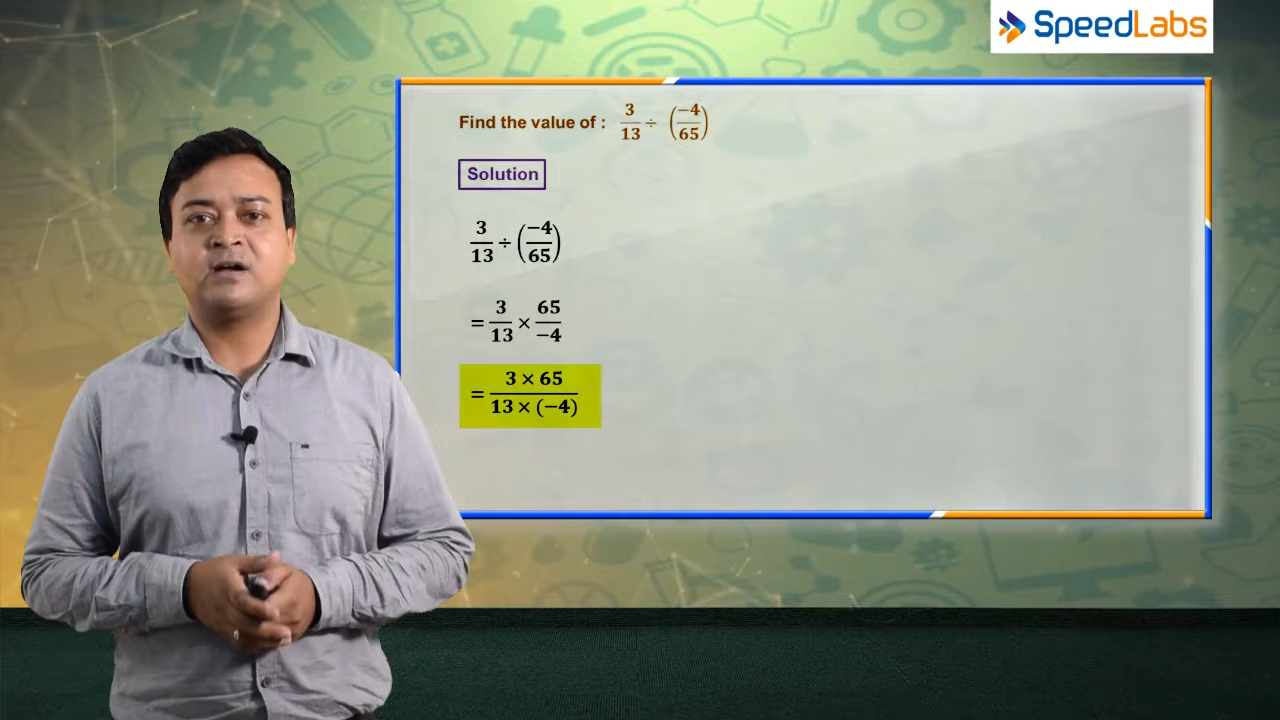 SpeedLabs
Find the value of : 3/13 ÷ (−4/65)
Solution
3/13 ÷ (−4/65)
= 3/13 × 65/−4
= 3 × 65/13 × (−4)